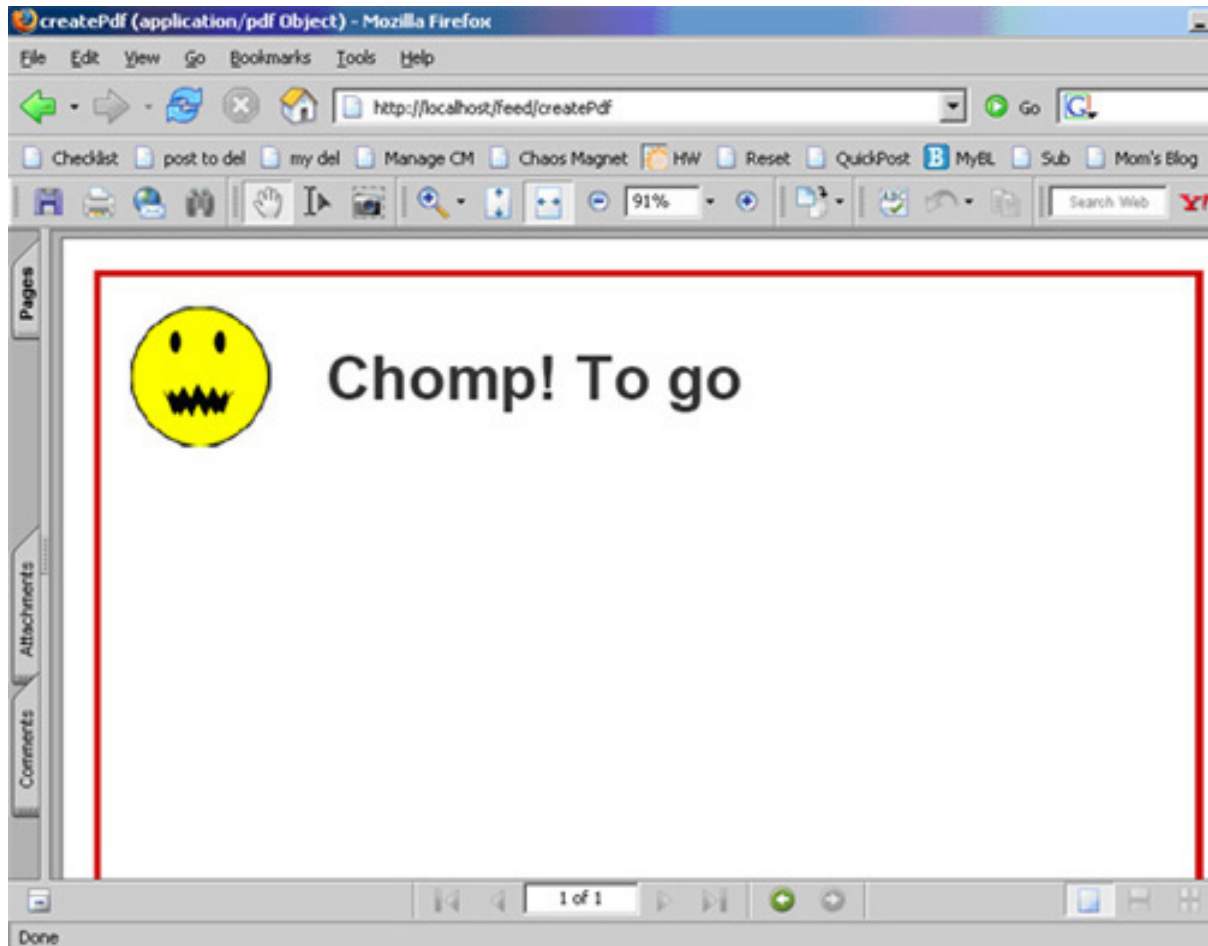 createPdf (application/pdf Object) - Mozilla Firefox
File Edit View Go Bookmarks Tools Help
http://localhost/feed/createPdf Go G
Checklist post to del my del Manage CM Chaos Magnet HW Reset QuickPost B MyBL Sub Mom's Blog
91% Search Web Y!
Pages
Chomp! To go
Attachments
Comments
1 of 1
Done